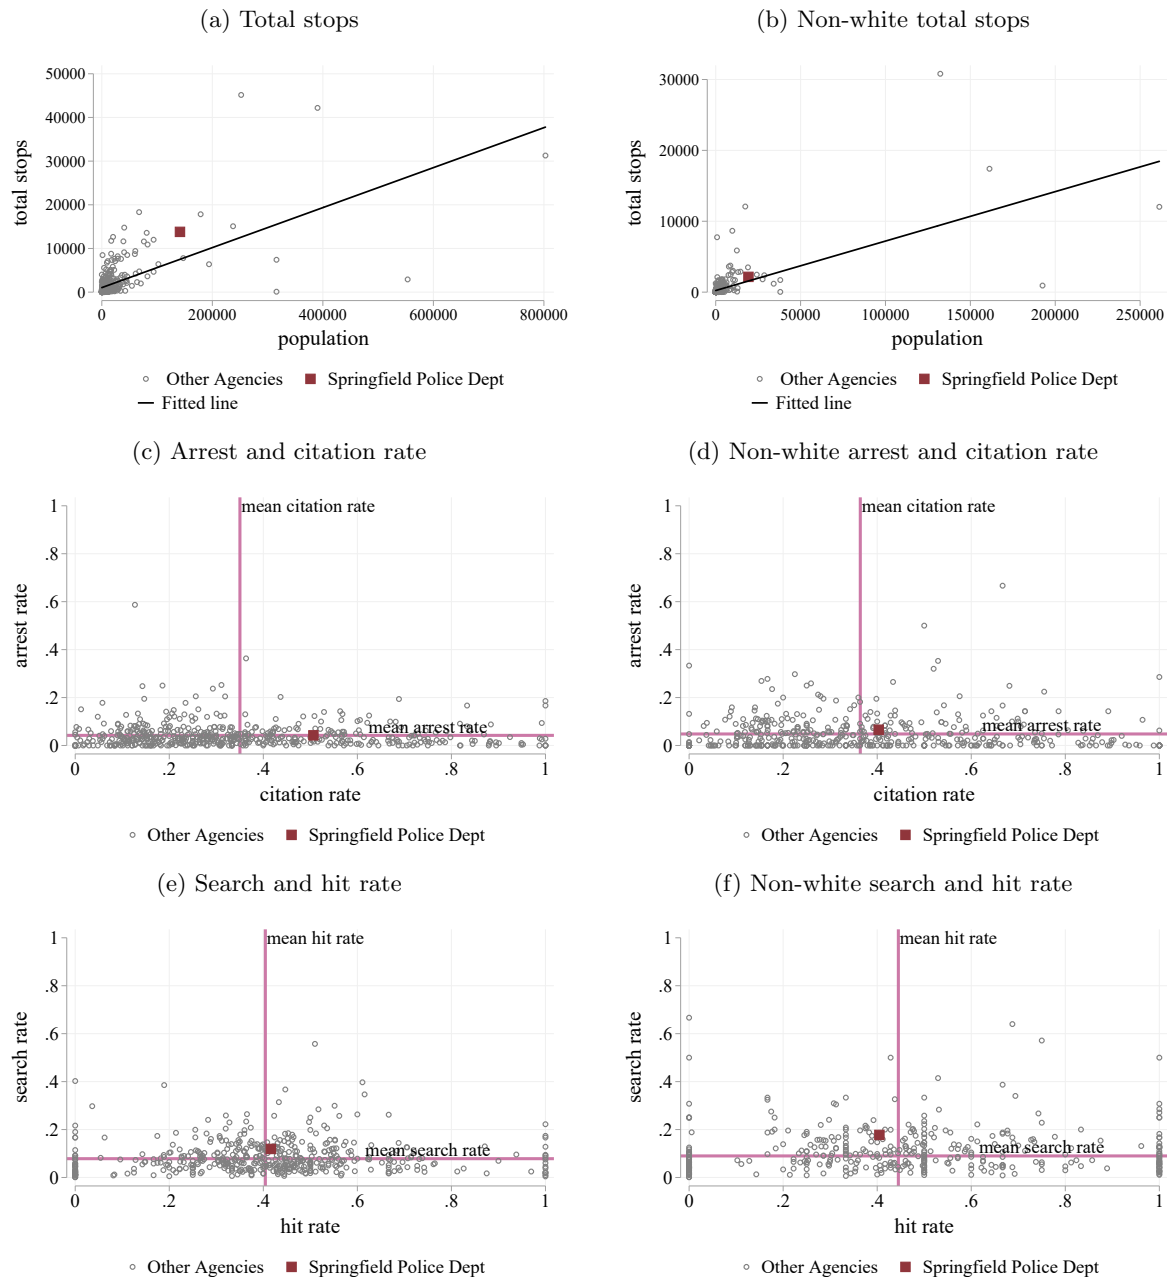 (a) Total stops
50000
40000
30000
20000
10000
0
total stops
0 200000 400000 600000 800000
population
Other Agencies Springfield Police Dept
Fitted line
(b) Non-white total stops
30000
20000
10000
0
total stops
0 50000 100000 150000 200000 250000
population
Other Agencies Springfield Police Dept
Fitted line
(c) Arrest and citation rate
mean citation rate
1
.8
.6
.4
.2
0
arrest rate
mean arrest rate
0 .2 .4 .6 .8 1
citation rate
Other Agencies Springfield Police Dept
(d) Non-white arrest and citation rate
mean citation rate
1
.8
.6
.4
.2
0
arrest rate
mean arrest rate
0 .2 .4 .6 .8 1
citation rate
Other Agencies Springfield Police Dept
(e) Search and hit rate
mean hit rate
1
.8
.6
.4
.2
0
search rate
mean search rate
0 .2 .4 .6 .8 1
hit rate
Other Agencies Springfield Police Dept
(f) Non-white search and hit rate
mean hit rate
1
.8
.6
.4
.2
0
search rate
mean search rate
0 .2 .4 .6 .8 1
hit rate
Other Agencies Springfield Police Dept